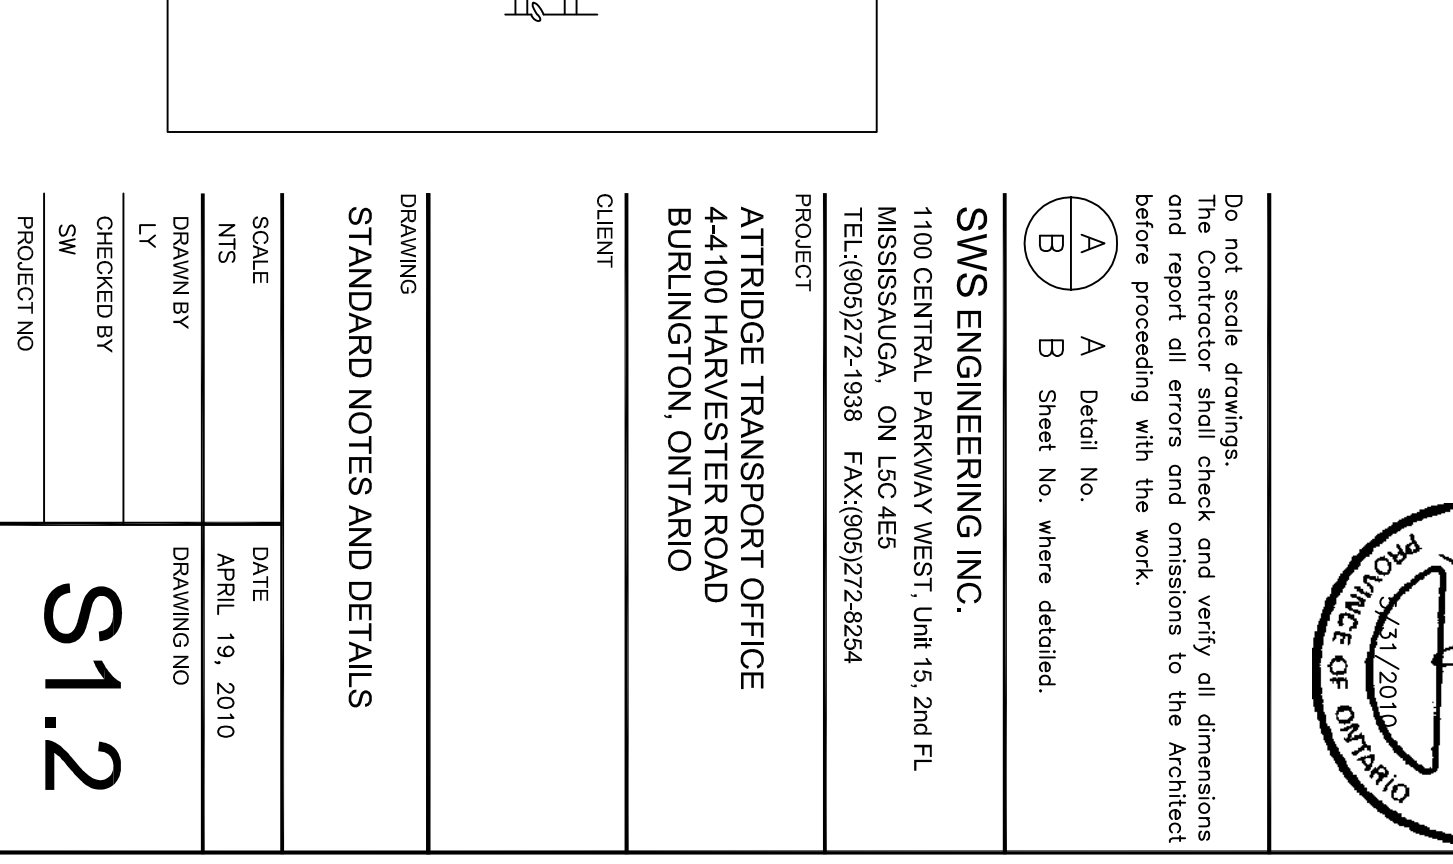 PROVINCE OF ONTARIO
/31/2010
Do not scale drawings.
The Contractor shall check and verify all dimensions
and report all errors and omissions to the Architect
before proceeding with the work.
A
B
A Detail No.
B Sheet No. where detailed.
SWS ENGINEERING INC.
1100 CENTRAL PARKWAY WEST, Unit 15, 2nd FL
MISSISSAUGA, ON L5C 4E5
TEL:(905)272-1938 FAX:(905)272-8254
PROJECT
ATTRIDGE TRANSPORT OFFICE
4-4100 HARVESTER ROAD
BURLINGTON, ONTARIO
CLIENT
DRAWING
STANDARD NOTES AND DETAILS
SCALE
NTS
DATE
APRIL 19, 2010
DRAWN BY
LY
CHECKED BY
SW
PROJECT NO
DRAWING NO
S1.2